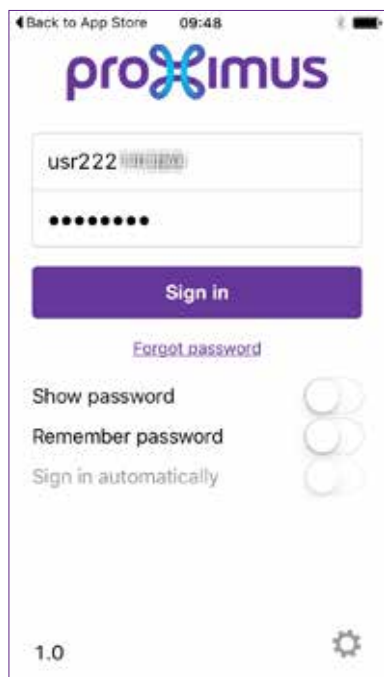 Back to App Store 09:48
proximus
usr222
••••••••
Sign in
Forgot password
Show password
Remember password
Sign in automatically
1.0